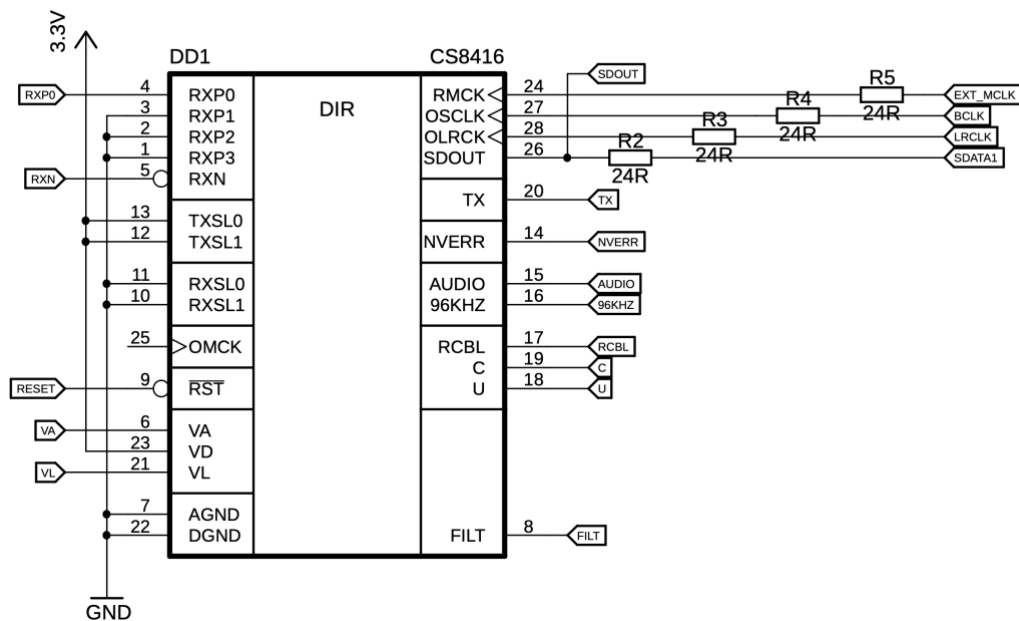 3.3V
DD1 CS8416
DIR
RXP0 4 RXP0
3 RXP1
2 RXP2
1 RXP3
RXN 5 RXN
13 TXSL0
12 TXSL1
11 RXSL0
10 RXSL1
25 OMCK
RESET 9 RST
VA 6 VA
23 VD
VL 21 VL
7 AGND
22 DGND
GND
SDOUT
RMCK 24 R5 24R EXT_MCLK
OSCLK 27 R4 24R BCLK
OLRCK 28 R3 24R LRCLK
SDOUT 26 R2 24R SDATA1
TX 20 TX
NVERR 14 NVERR
AUDIO 15 AUDIO
96KHZ 16 96KHZ
RCBL 17 RCBL
C 19 C
U 18 U
FILT 8 FILT